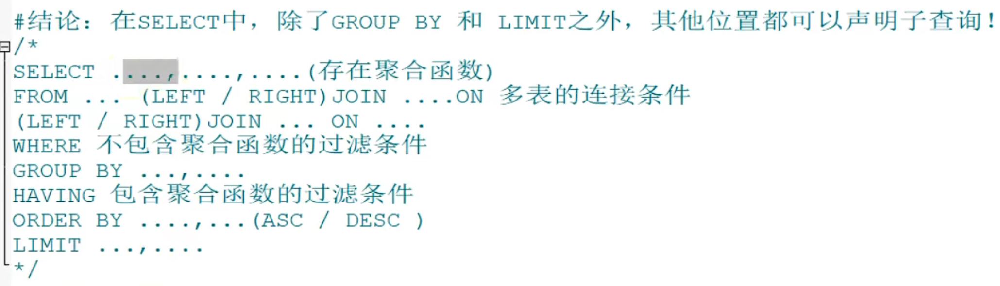 #结论：在SELECT中，除了GROUP BY 和 LIMIT之外，其他位置都可以声明子查询！
/*
SELECT .....,....,....(存在聚合函数)
FROM ... (LEFT / RIGHT)JOIN ....ON 多表的连接条件
(LEFT / RIGHT)JOIN ... ON ....
WHERE 不包含聚合函数的过滤条件
GROUP BY ...,....
HAVING 包含聚合函数的过滤条件
ORDER BY ....,...(ASC / DESC )
LIMIT ...,....
*/